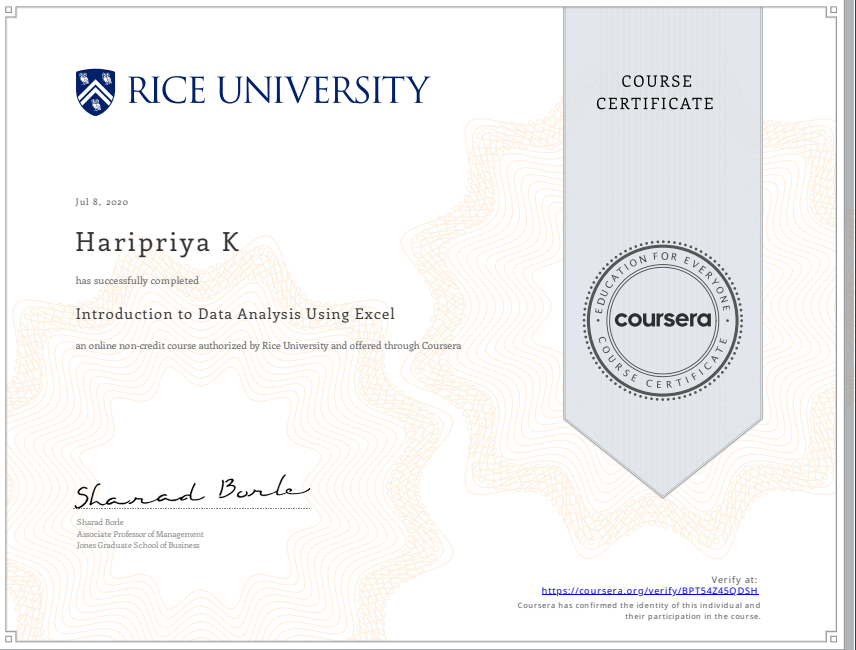 RICE UNIVERSITY
COURSE
CERTIFICATE
Jul 8, 2020
Haripriya K
has successfully completed
Introduction to Data Analysis Using Excel
an online non-credit course authorized by Rice University and offered through Coursera
EDUCATION FOR EVERYONE
coursera
COURSE CERTIFICATE
Sharad Borle
Sharad Borle
Associate Professor of Management
Jones Graduate School of Business
Verify at:
https://coursera.org/verify/BPT54Z45QDSH
Coursera has confirmed the identity of this individual and
their participation in the course.